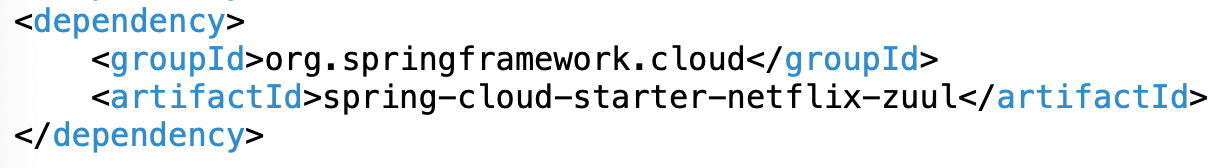 <dependency>
    <groupId>org.springframework.cloud</groupId>
    <artifactId>spring-cloud-starter-netflix-zuul</artifactId>
</dependency>